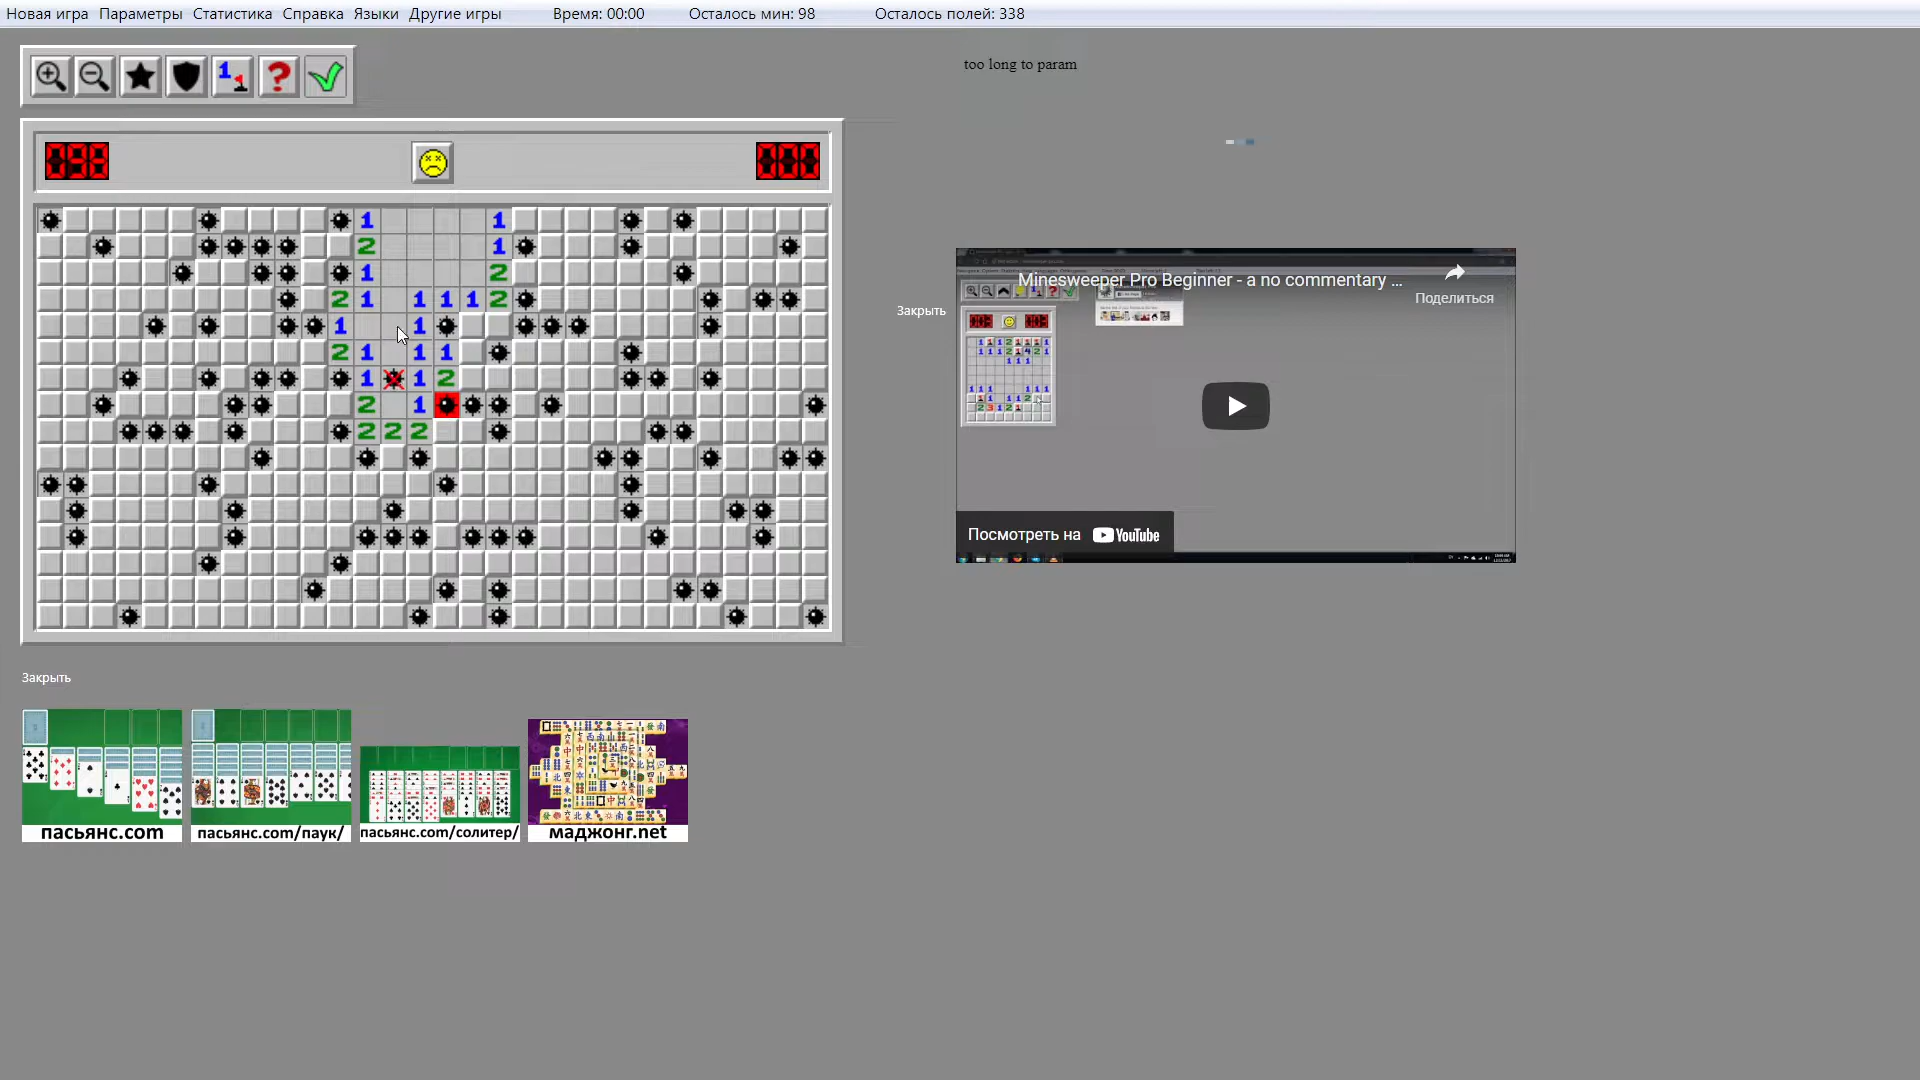 Новая игра Параметры Статистика Справка Языки Другие игры Время: 00:00 Осталось мин: 98 Осталось полей: 338
too long to param
1 1
2 1
1 2
2 1 1 1 1 2
1 1
2 1 1 1
1 1 2
2 1
2 2 2
Minesweeper Pro Beginner - a no commentary ...
Поделиться
Закрыть
Посмотреть на YouTube
Закрыть
пасьянс.com
пасьянс.com/паук/
пасьянс.com/солитер/
маджонг.net